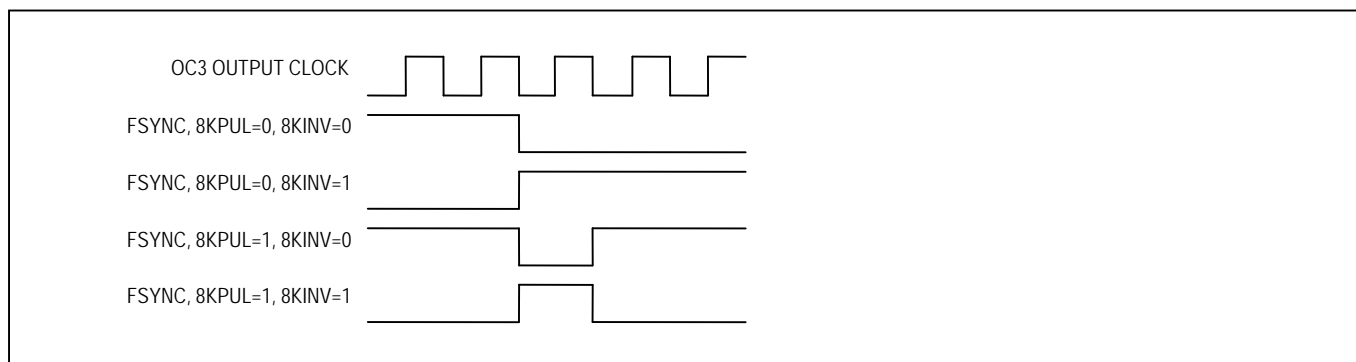 OC3 OUTPUT CLOCK
FSYNC, 8KPUL=0, 8KINV=0
FSYNC, 8KPUL=0, 8KINV=1
FSYNC, 8KPUL=1, 8KINV=0
FSYNC, 8KPUL=1, 8KINV=1